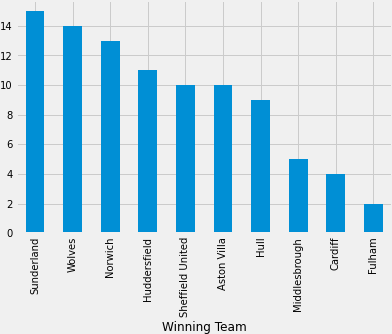 14
12
10
8
6
4
2
0
Sunderland
Wolves
Norwich
Huddersfield
Sheffield United
Aston Villa
Hull
Middlesbrough
Cardiff
Fulham
Winning Team